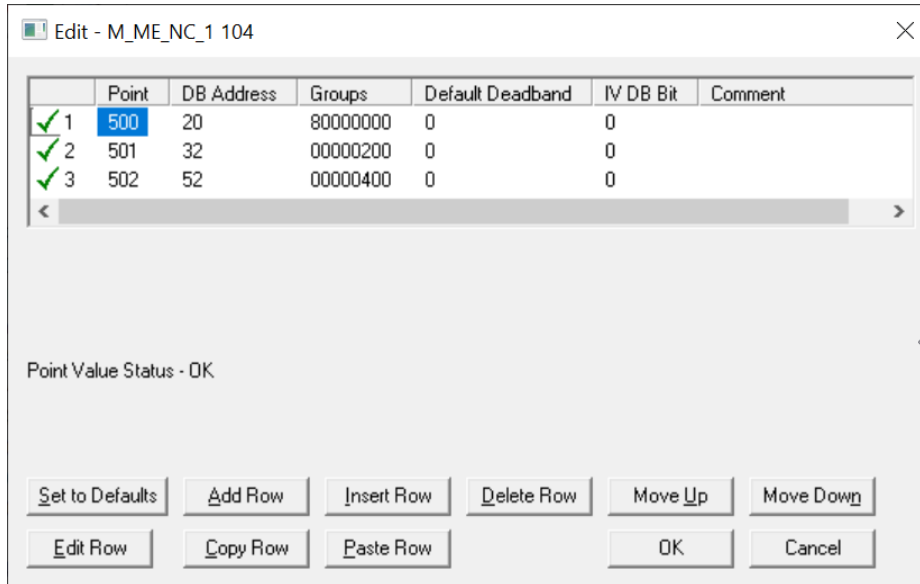 Edit - M_ME_NC_1 104
Point DB Address Groups Default Deadband IV DB Bit Comment
1 500 20 80000000 0 0
2 501 32 00000200 0 0
3 502 52 00000400 0 0
Point Value Status - OK
Set to Defaults Add Row Insert Row Delete Row Move Up Move Down
Edit Row Copy Row Paste Row OK Cancel